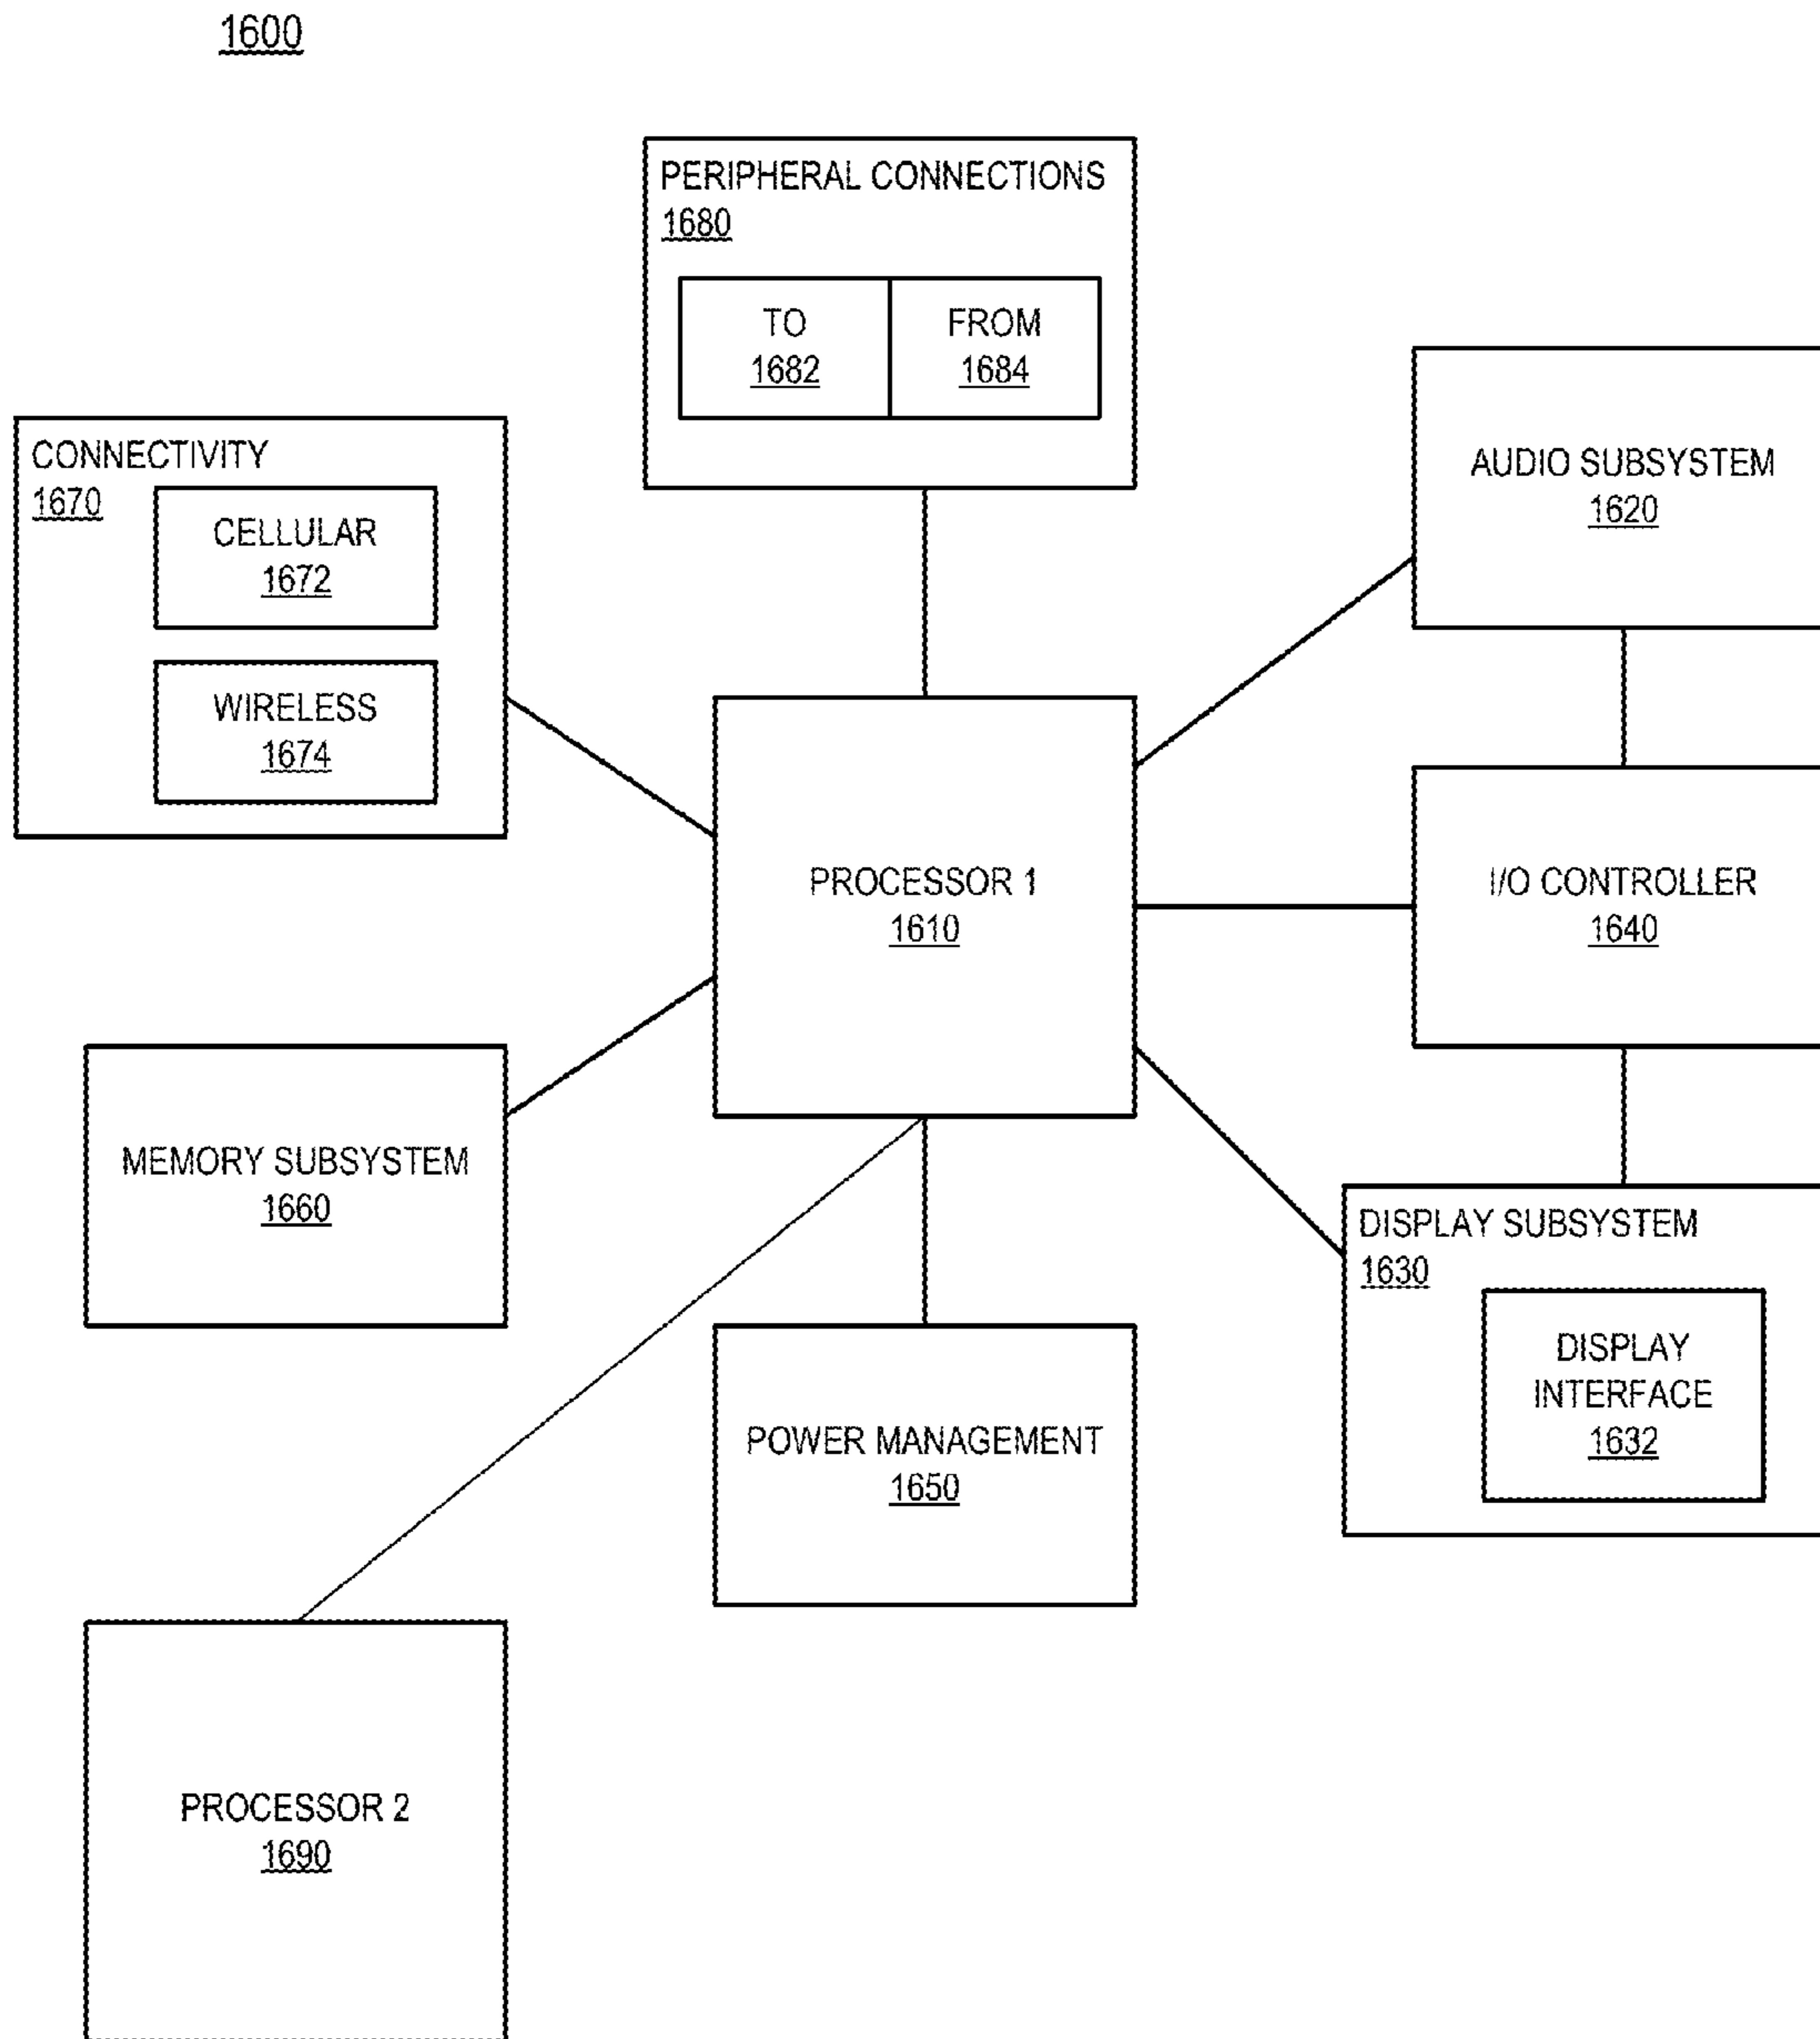 1600
PERIPHERAL CONNECTIONS
1680
TO
1682
FROM
1684
CONNECTIVITY
1670
CELLULAR
1672
WIRELESS
1674
AUDIO SUBSYSTEM
1620
PROCESSOR 1
1610
I/O CONTROLLER
1640
MEMORY SUBSYSTEM
1660
DISPLAY SUBSYSTEM
1630
DISPLAY
INTERFACE
1632
POWER MANAGEMENT
1650
PROCESSOR 2
1690